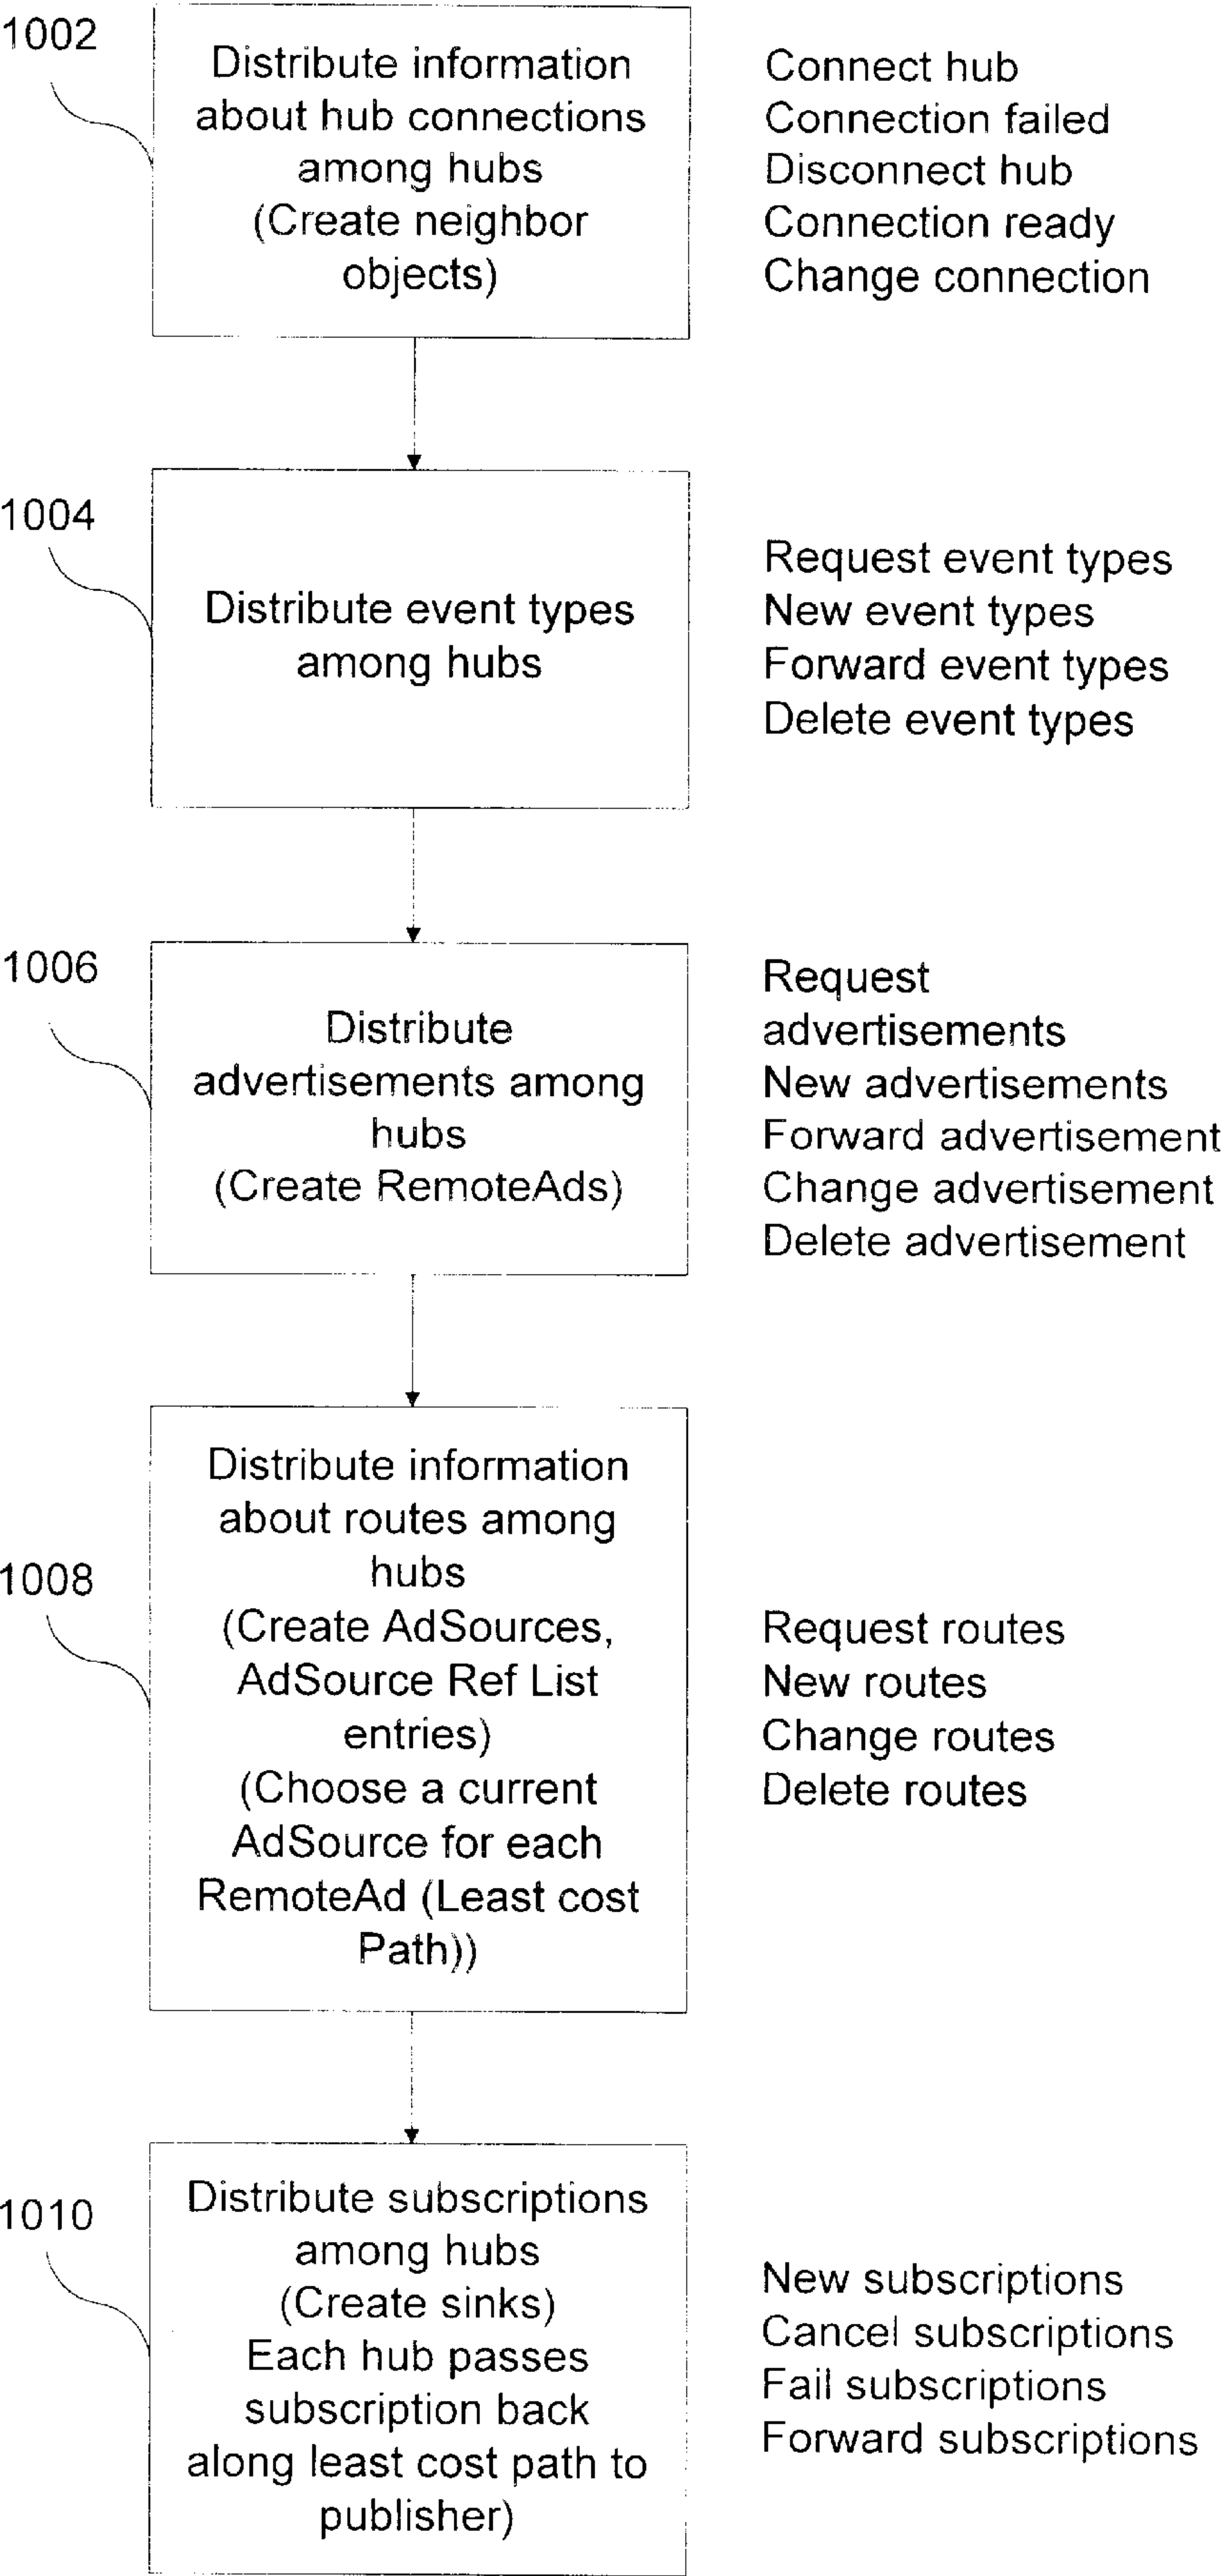 1002
Distribute information
about hub connections
among hubs
(Create neighbor
objects)
Connect hub
Connection failed
Disconnect hub
Connection ready
Change connection
1004
Distribute event types
among hubs
Request event types
New event types
Forward event types
Delete event types
1006
Distribute
advertisements among
hubs
(Create RemoteAds)
Request
advertisements
New advertisements
Forward advertisement
Change advertisement
Delete advertisement
1008
Distribute information
about routes among
hubs
(Create AdSources,
AdSource Ref List
entries)
(Choose a current
AdSource for each
RemoteAd (Least cost
Path))
Request routes
New routes
Change routes
Delete routes
1010
Distribute subscriptions
among hubs
(Create sinks)
Each hub passes
subscription back
along least cost path to
publisher)
New subscriptions
Cancel subscriptions
Fail subscriptions
Forward subscriptions